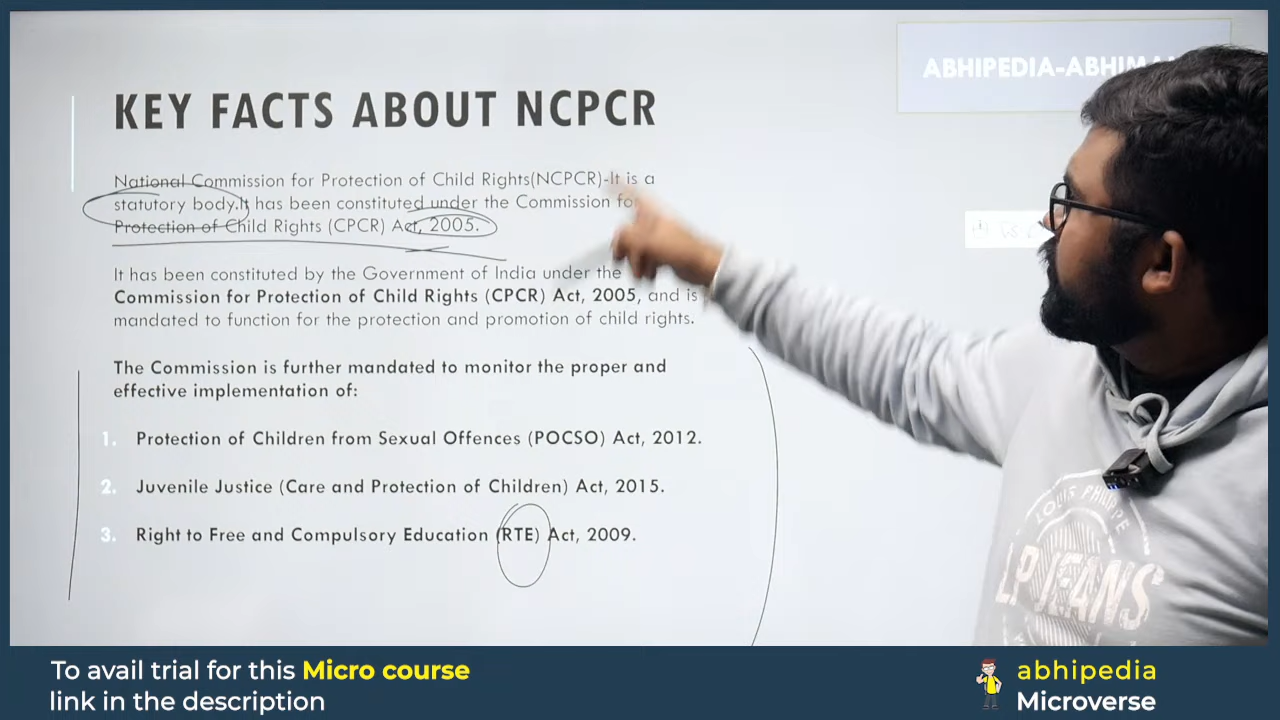 ABHIPEDIA-ABHIMA
KEY FACTS ABOUT NCPCR
National Commission for Protection of Child Rights(NCPCR)-It is a
statutory body.It has been constituted under the Commission for
Protection of Child Rights (CPCR) Act, 2005.
It has been constituted by the Government of India under the
Commission for Protection of Child Rights (CPCR) Act, 2005, and is
mandated to function for the protection and promotion of child rights.
The Commission is further mandated to monitor the proper and
effective implementation of:
1. Protection of Children from Sexual Offences (POCSO) Act, 2012.
2. Juvenile Justice (Care and Protection of Children) Act, 2015.
3. Right to Free and Compulsory Education (RTE) Act, 2009.
LOUIS PHILIPPE
LP JEANS
To avail trial for this Micro course
link in the description
abhipedia
Microverse